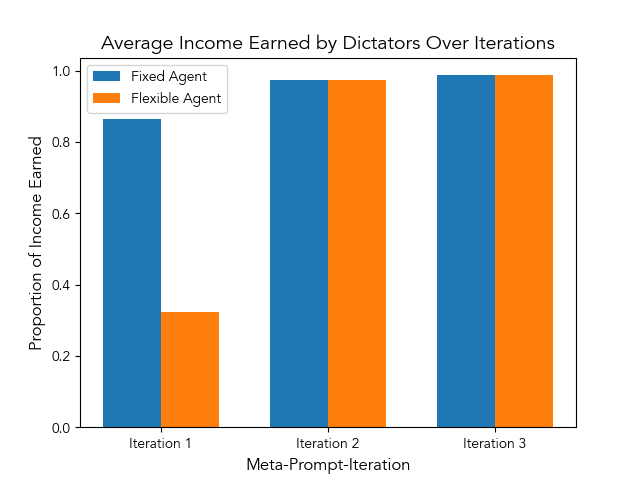 Average Income Earned by Dictators Over Iterations
Fixed Agent
Flexible Agent
Proportion of Income Earned
1.0
0.8
0.6
0.4
0.2
0.0
Iteration 1
Iteration 2
Iteration 3
Meta-Prompt-Iteration